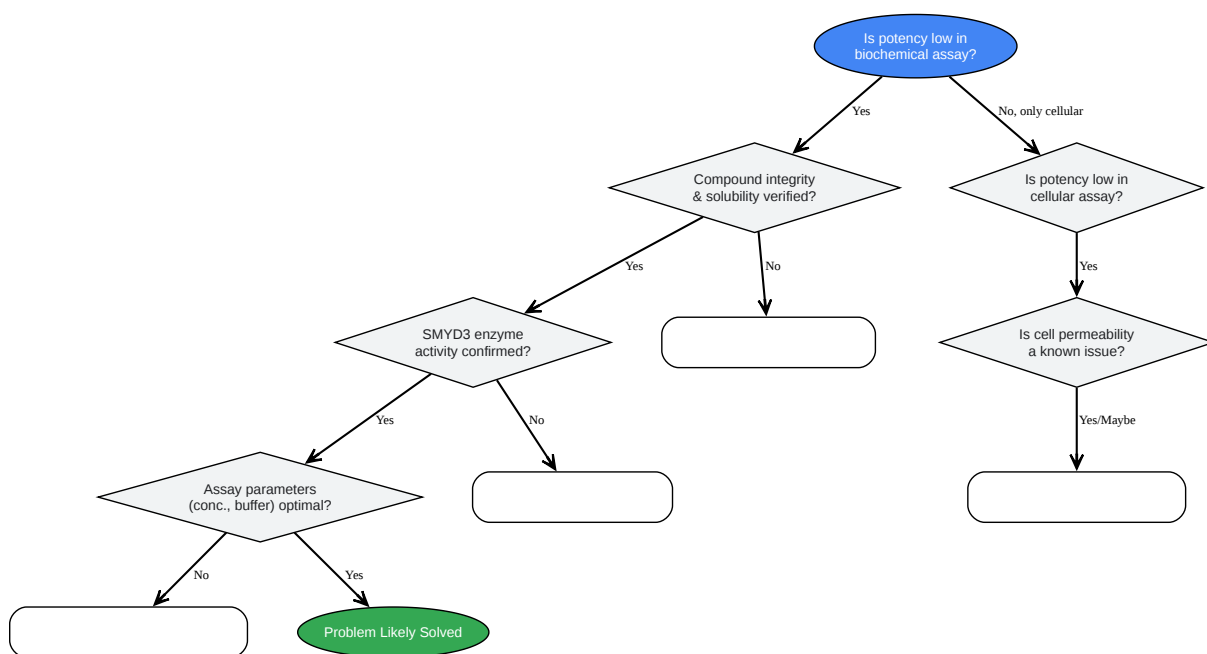 Is potency low in
biochemical assay?
Yes
No, only cellular
Compound integrity
& solubility verified?
Is potency low in
cellular assay?
Yes
No
Yes
SMYD3 enzyme
activity confirmed?
Is cell permeability
a known issue?
Yes
No
Yes/Maybe
Assay parameters
(conc., buffer) optimal?
No
Yes
Problem Likely Solved